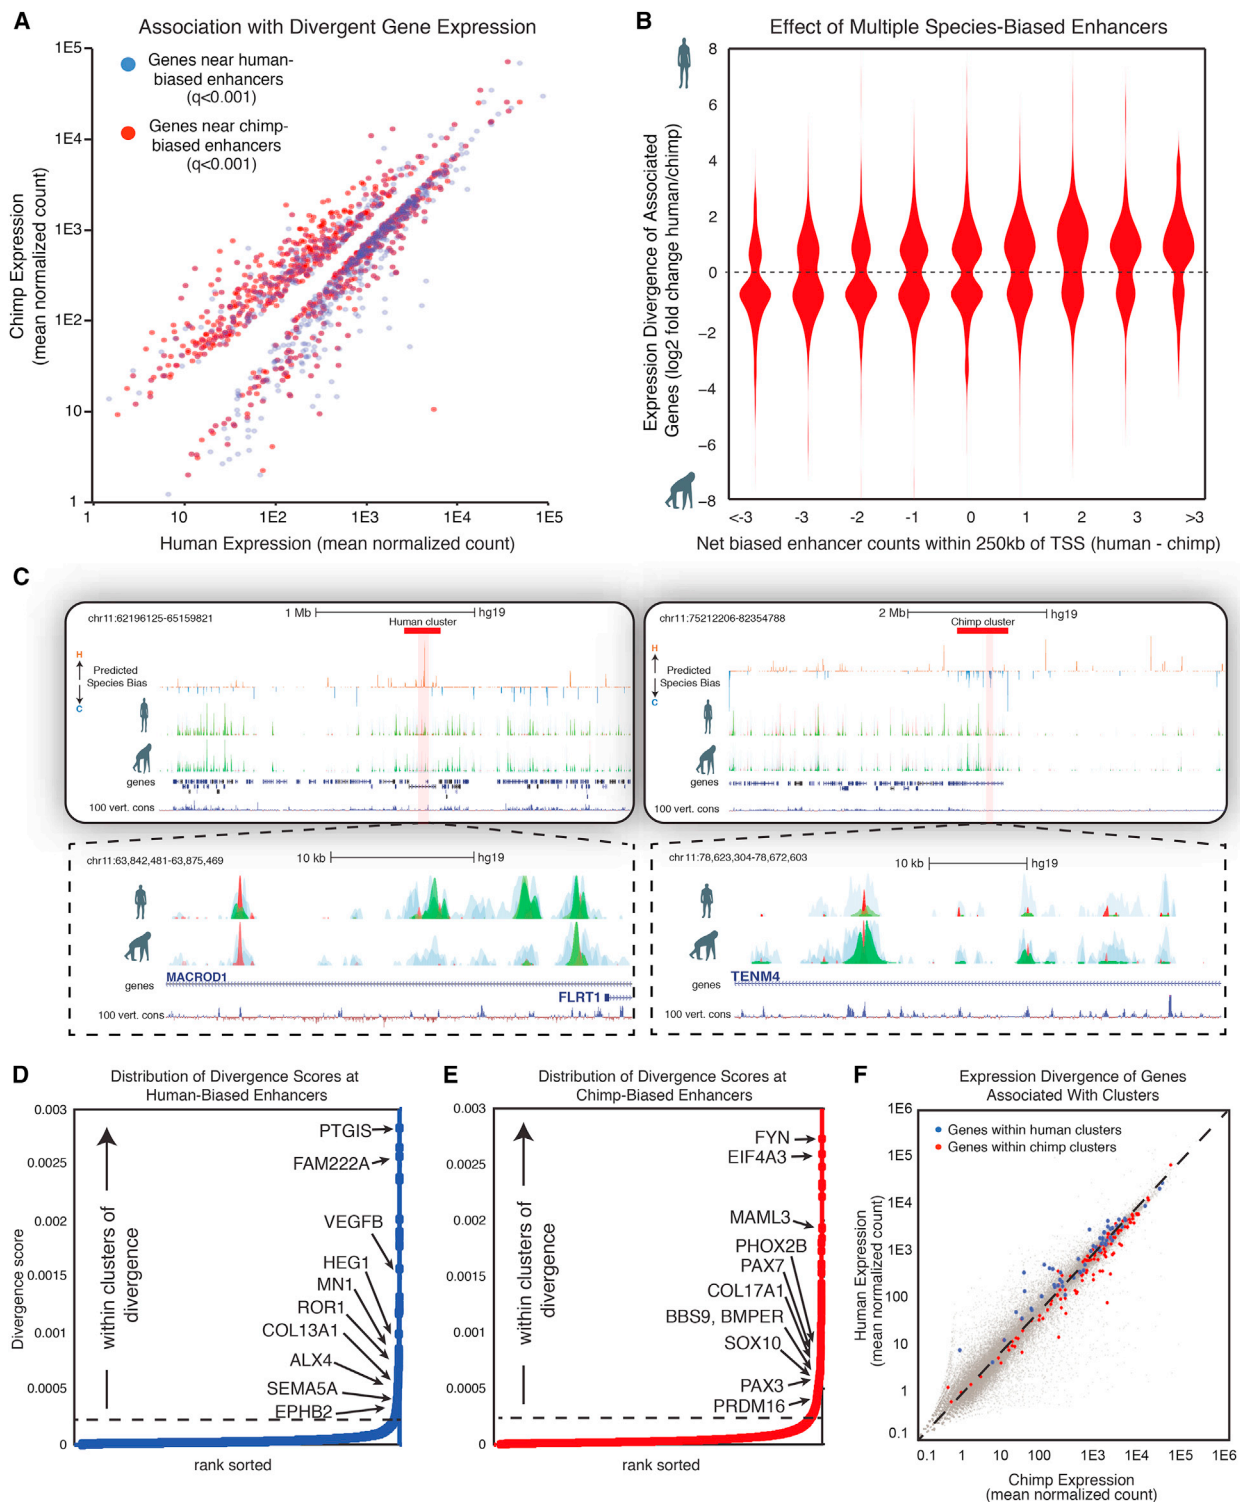 A
Association with Divergent Gene Expression
1E5
1E4
1E3
1E2
10
1
Chimp Expression
(mean normalized count)
Genes near human-
biased enhancers
(q<0.001)
Genes near chimp-
biased enhancers
(q<0.001)
1 10 1E2 1E3 1E4 1E5
Human Expression (mean normalized count)
B
Effect of Multiple Species-Biased Enhancers
8
6
4
2
0
−2
−4
−6
−8
Expression Divergence of Associated
Genes (log2 fold change human/chimp)
<-3 -3 -2 -1 0 1 2 3 >3
Net biased enhancer counts within 250kb of TSS (human - chimp)
C
chr11:62196125-65159821
1 Mb
hg19
Human cluster
H
Predicted
Species Bias
C
genes
100 vert. cons
chr11:75212206-82354788
2 Mb
hg19
Chimp cluster
H
Predicted
Species Bias
C
genes
100 vert. cons
chr11:63,842,481-63,875,469
10 kb
hg19
MACROD1
genes
FLRT1
100 vert. cons
chr11:78,623,304-78,672,603
10 kb
hg19
TENM4
genes
100 vert. cons
D
Distribution of Divergence Scores at
Human-Biased Enhancers
0.003
0.0025
0.002
0.0015
0.001
0.0005
0
Divergence score
within clusters of
divergence
PTGIS
FAM222A
VEGFB
HEG1
MN1
ROR1
COL13A1
ALX4
SEMA5A
EPHB2
rank sorted
E
Distribution of Divergence Scores at
Chimp-Biased Enhancers
0.003
0.0025
0.002
0.0015
0.001
0.0005
0
within clusters of
divergence
FYN
EIF4A3
MAML3
PHOX2B
PAX7
COL17A1
BBS9, BMPER
SOX10
PAX3
PRDM16
rank sorted
F
Expression Divergence of Genes
Associated With Clusters
1E6
1E5
1E4
1E3
100
10
1
0.1
Human Expression
(mean normalized count)
Genes within human clusters
Genes within chimp clusters
0.1 1 10 100 1E3 1E4 1E5 1E6
Chimp Expression
(mean normalized count)